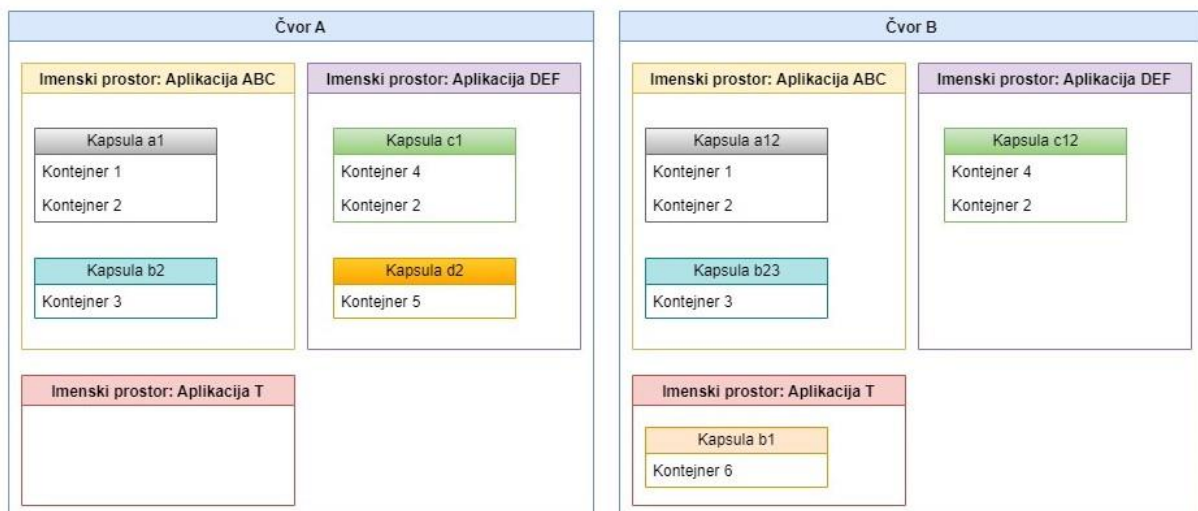 Čvor A
Imenski prostor: Aplikacija ABC
Kapsula a1
Kontejner 1
Kontejner 2
Kapsula b2
Kontejner 3
Imenski prostor: Aplikacija DEF
Kapsula c1
Kontejner 4
Kontejner 2
Kapsula d2
Kontejner 5
Imenski prostor: Aplikacija T
Čvor B
Imenski prostor: Aplikacija ABC
Kapsula a12
Kontejner 1
Kontejner 2
Kapsula b23
Kontejner 3
Imenski prostor: Aplikacija DEF
Kapsula c12
Kontejner 4
Kontejner 2
Imenski prostor: Aplikacija T
Kapsula b1
Kontejner 6